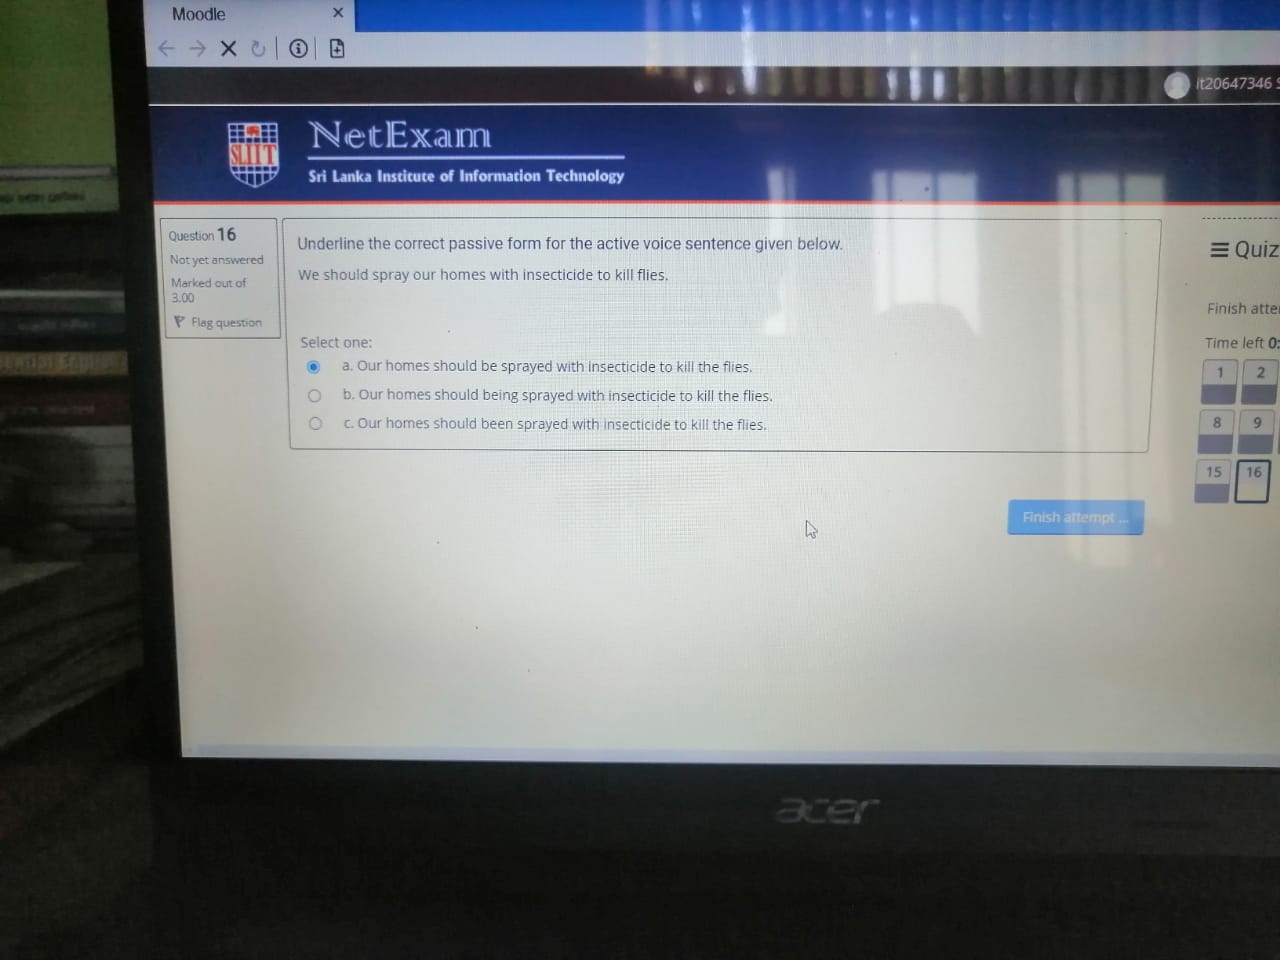 Moodle
it20647346 S
SLIIT
NetExam
Sri Lanka Institute of Information Technology
Question 16
Not yet answered
Marked out of
3.00
Flag question
Underline the correct passive form for the active voice sentence given below.
We should spray our homes with insecticide to kill flies.
Select one:
a. Our homes should be sprayed with insecticide to kill the flies.
b. Our homes should being sprayed with insecticide to kill the flies.
c. Our homes should been sprayed with insecticide to kill the flies.
Finish attempt ...
Quiz
Finish atte
Time left 0:
1 2
8 9
15 16
acer